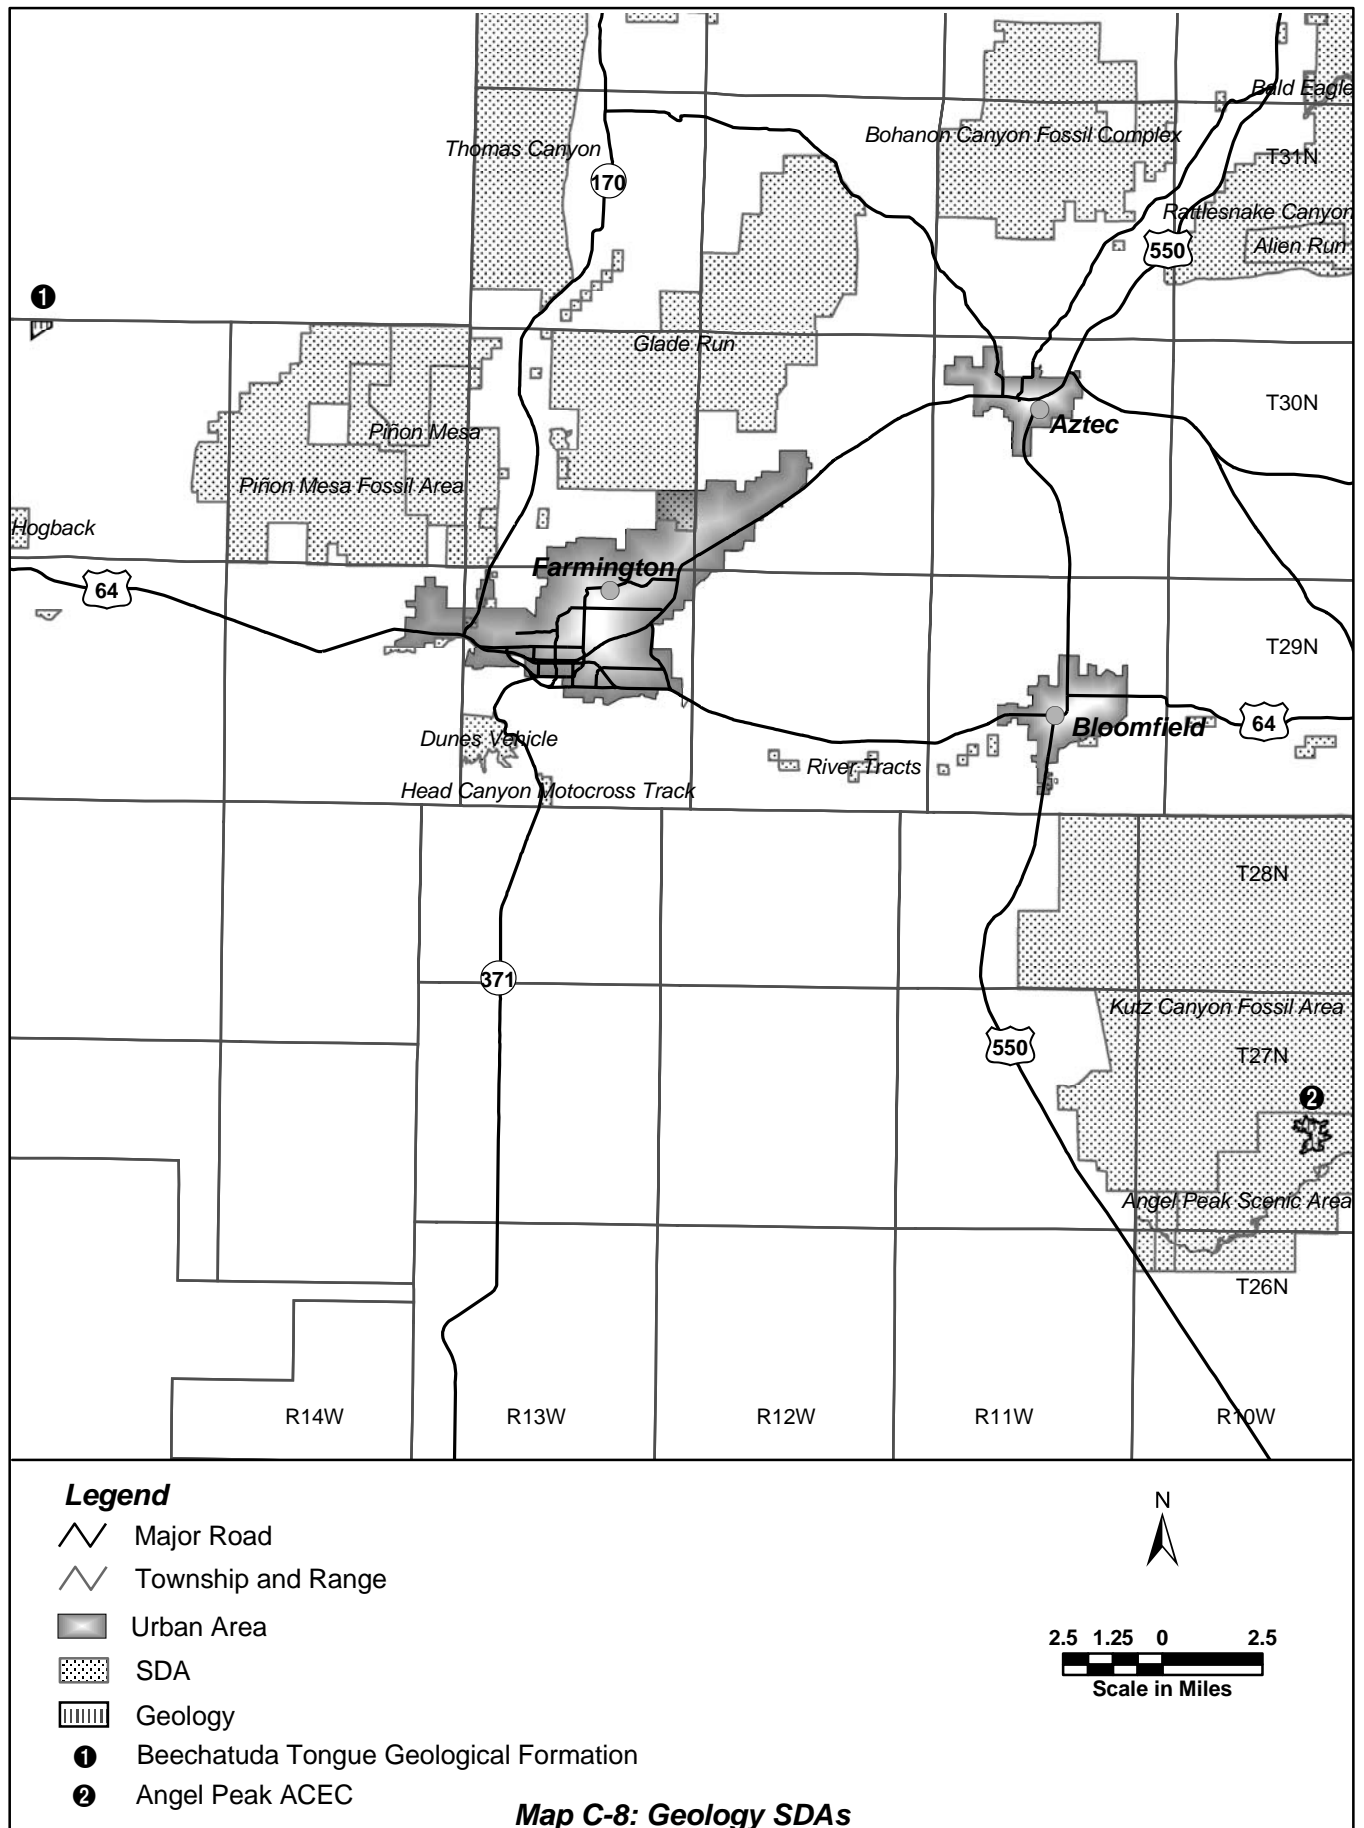 Bald Eagle
Thomas Canyon
Bohanon Canyon Fossil Complex
T31N
170
Rattlesnake Canyon
550
Alien Run
1
Glade Run
T30N
Aztec
Piñon Mesa
Piñon Mesa Fossil Area
Hogback
Farmington
64
T29N
Dunes Vehicle
Bloomfield
64
River Tracts
Head Canyon Motocross Track
T28N
371
Kutz Canyon Fossil Area
550
T27N
2
Angel Peak Scenic Area
T26N
R14W R13W R12W R11W R10W
Legend
Major Road
Township and Range
Urban Area
SDA
Geology
1 Beechatuda Tongue Geological Formation
2 Angel Peak ACEC
N
2.5 1.25 0 2.5
Scale in Miles
Map C-8: Geology SDAs